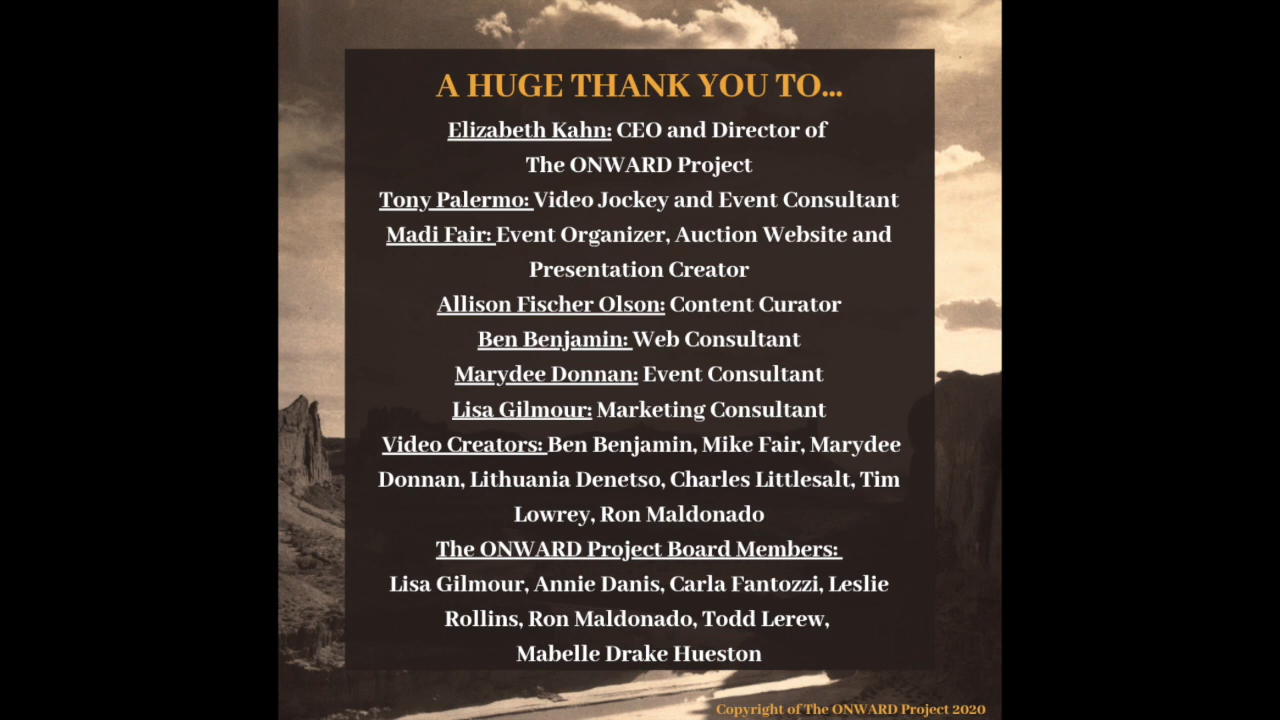 A HUGE THANK YOU TO...
Elizabeth Kahn: CEO and Director of
The ONWARD Project
Tony Palermo: Video Jockey and Event Consultant
Madi Fair: Event Organizer, Auction Website and
Presentation Creator
Allison Fischer Olson: Content Curator
Ben Benjamin: Web Consultant
Marydee Donnan: Event Consultant
Lisa Gilmour: Marketing Consultant
Video Creators: Ben Benjamin, Mike Fair, Marydee
Donnan, Lithuania Denetso, Charles Littlesalt, Tim
Lowrey, Ron Maldonado
The ONWARD Project Board Members:
Lisa Gilmour, Annie Danis, Carla Fantozzi, Leslie
Rollins, Ron Maldonado, Todd Lerew,
Mabelle Drake Hueston
Copyright of The ONWARD Project 2020